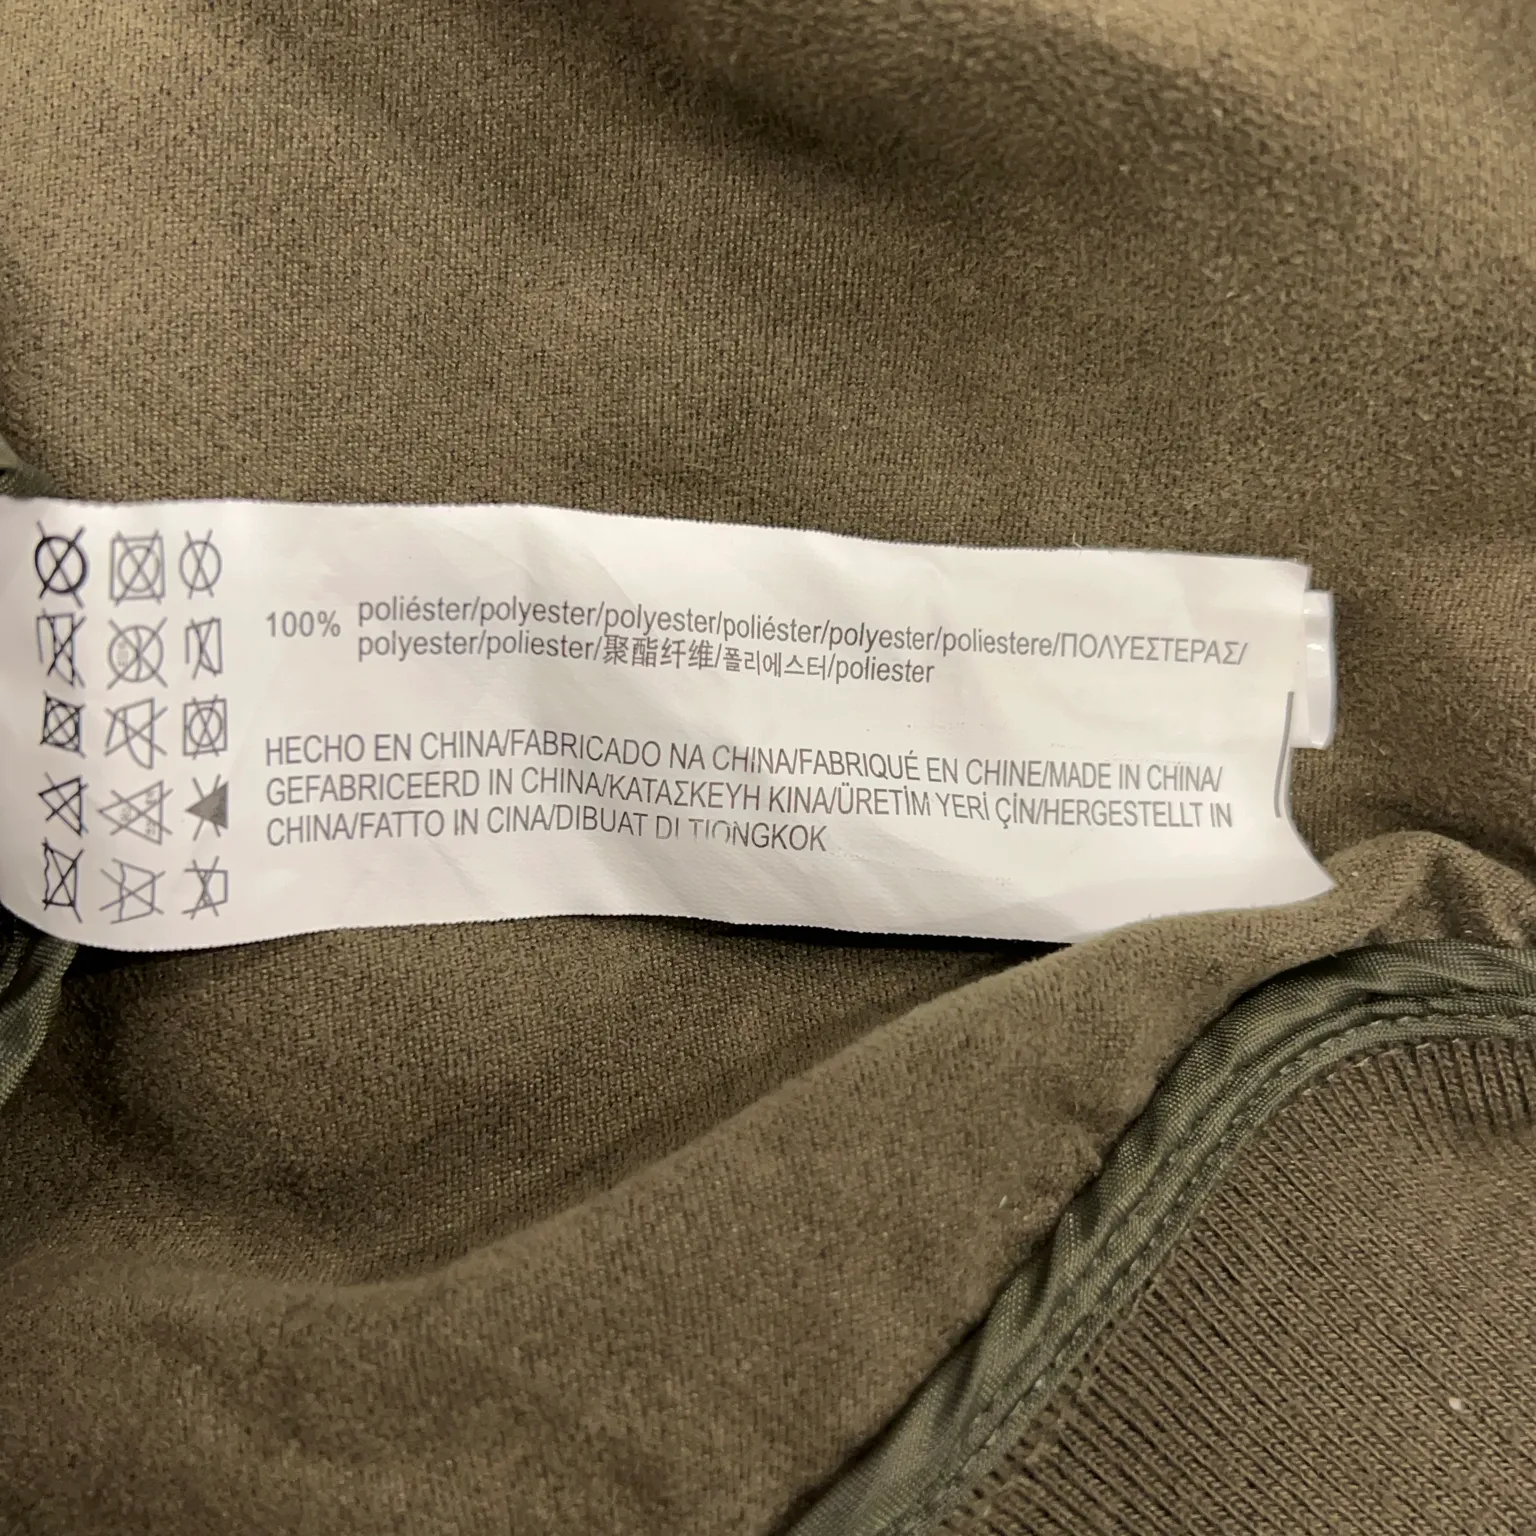 100% poliéster/polyester/polyester/poliéster/polyester/poliestere/ΠΟΛΥΕΣΤΕΡΑΣ/
polyester/poliester/聚酯纤维/폴리에스터/poliester
HECHO EN CHINA/FABRICADO NA CHINA/FABRIQUÉ EN CHINE/MADE IN CHINA/
GEFABRICEERD IN CHINA/ΚΑΤΑΣΚΕΥΗ ΚΙΝΑ/ÜRETİM YERİ ÇİN/HERGESTELLT IN
CHINA/FATTO IN CINA/DIBUAT DI TIONGKOK